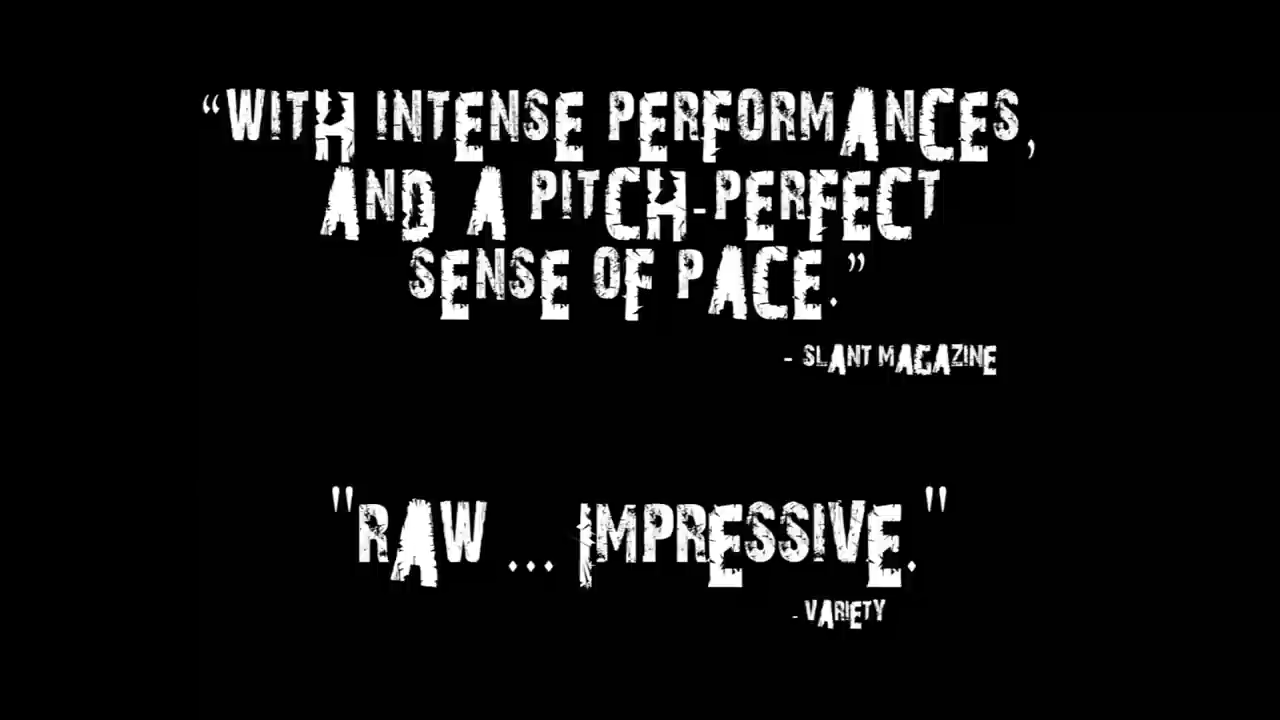 “WITH INTENSE PERFORMANCES,
AND A PITCH-PERFECT
SENSE OF PACE.”
- SLANT MAGAZINE
"RAW ... IMPRESSIVE."
- VARIETY